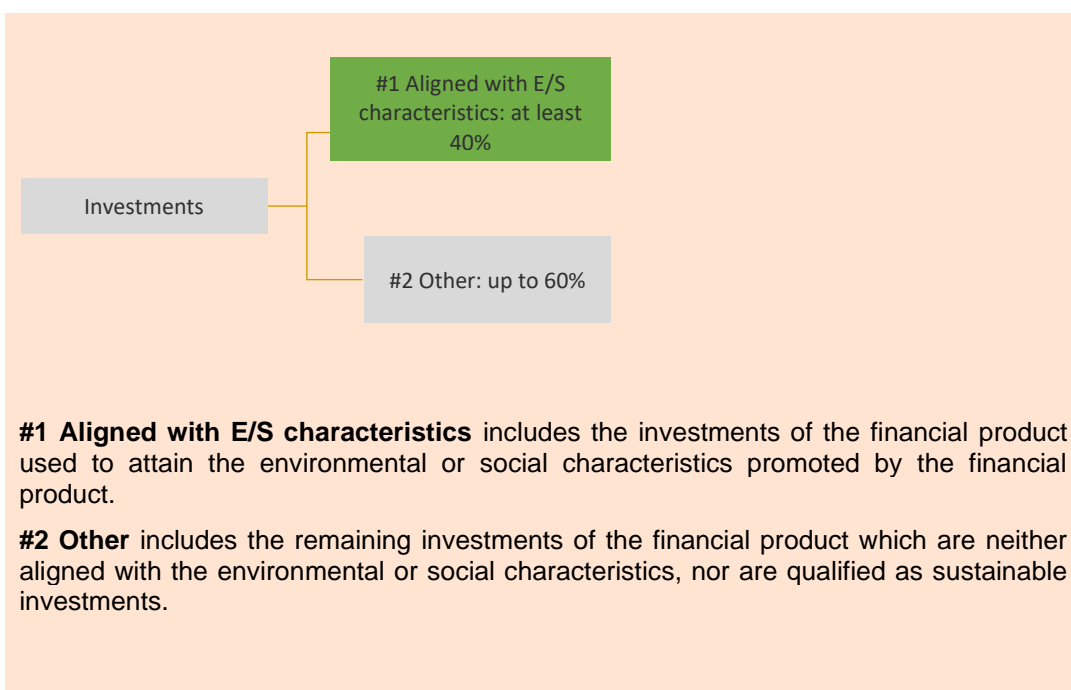 #1 Aligned with E/S
characteristics: at least
40%
Investments
#2 Other: up to 60%
#1 Aligned with E/S characteristics includes the investments of the financial product
used to attain the environmental or social characteristics promoted by the financial
product.
#2 Other includes the remaining investments of the financial product which are neither
aligned with the environmental or social characteristics, nor are qualified as sustainable
investments.